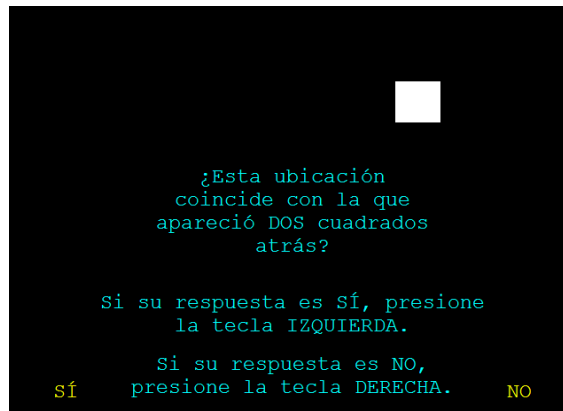 ¿Esta ubicación
coincide con la que
apareció DOS cuadrados
atrás?
Si su respuesta es SÍ, presione
la tecla IZQUIERDA.
Si su respuesta es NO,
presione la tecla DERECHA.
SÍ
NO